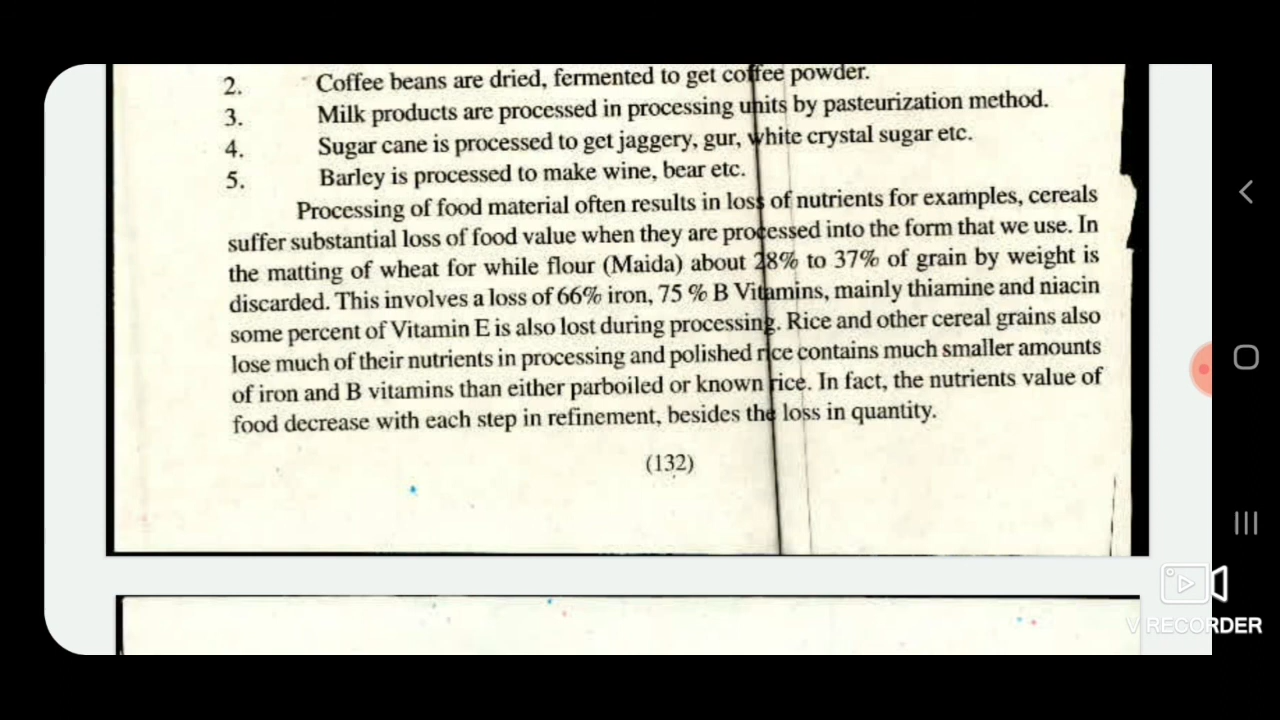 2. Coffee beans are dried, fermented to get coffee powder.
3. Milk products are processed in processing units by pasteurization method.
4. Sugar cane is processed to get jaggery, gur, white crystal sugar etc.
5. Barley is processed to make wine, bear etc.
Processing of food material often results in loss of nutrients for examples, cereals
suffer substantial loss of food value when they are processed into the form that we use. In
the matting of wheat for while flour (Maida) about 28% to 37% of grain by weight is
discarded. This involves a loss of 66% iron, 75 % B Vitamins, mainly thiamine and niacin
some percent of Vitamin E is also lost during processing. Rice and other cereal grains also
lose much of their nutrients in processing and polished rice contains much smaller amounts
of iron and B vitamins than either parboiled or known rice. In fact, the nutrients value of
food decrease with each step in refinement, besides the loss in quantity.
(132)
V RECORDER